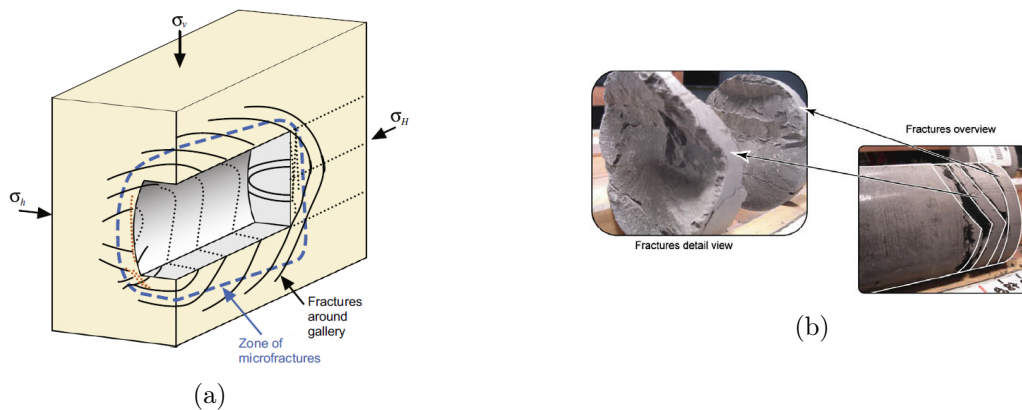 σv
σH
σh
Fractures
around
gallery
Zone of
microfractures
(a)
Fractures overview
Fractures detail view
(b)